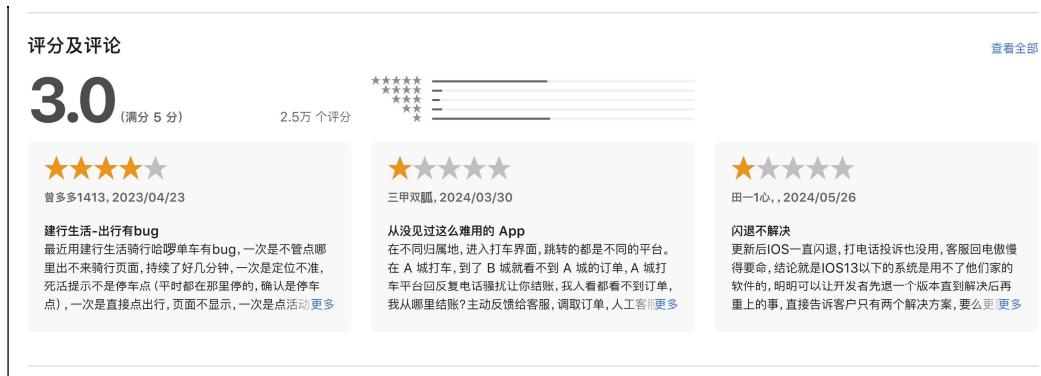 评分及评论
查看全部
3.0
(满分 5 分)
2.5万 个评分
曾多多1413, 2023/04/23
建行生活-出行有bug
最近用建行生活骑行哈啰单车有bug,一次是不管点哪
里出不来骑行页面,持续了好几分钟,一次是定位不准,
死活提示不是停车点(平时都在那里停的,确认是停车
点),一次是直接点出行,页面不显示,一次是点活动更多
三甲双胍, 2024/03/30
从没见过这么难用的 App
在不同归属地,进入打车界面,跳转的都是不同的平台。
在 A 城打车,到了 B 城就看不到 A 城的订单,A 城打
车平台回反复电话骚扰让你结账,我人看都看不到订单,
我从哪里结账?主动反馈给客服,调取订单,人工客服更多
田一1心, , 2024/05/26
闪退不解决
更新后IOS一直闪退,打电话投诉也没用,客服回电傲慢
得要命,结论就是IOS13以下的系统是用不了他们家的
软件的,明明可以让开发者先退一个版本直到解决后再
重上的事,直接告诉客户只有两个解决方案,要么更更多